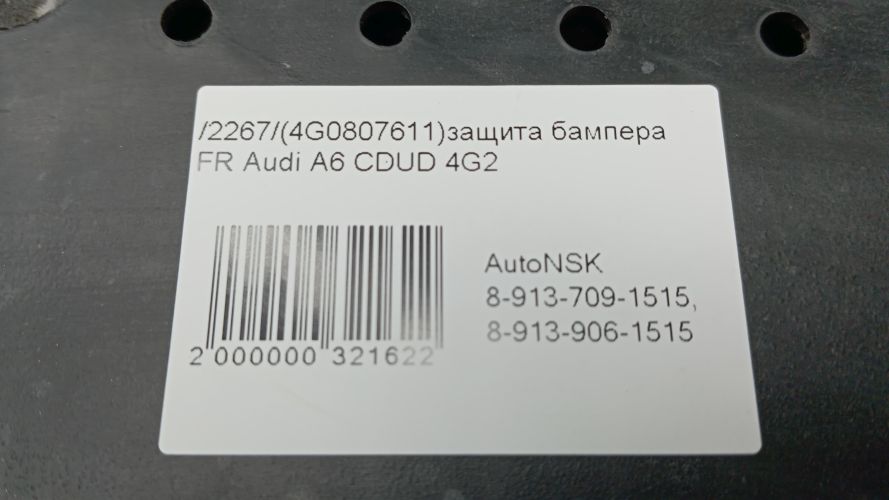 /2267/(4G0807611)защита бампера
FR Audi A6 CDUD 4G2
AutoNSK
8-913-709-1515,
8-913-906-1515
2 000000 321622